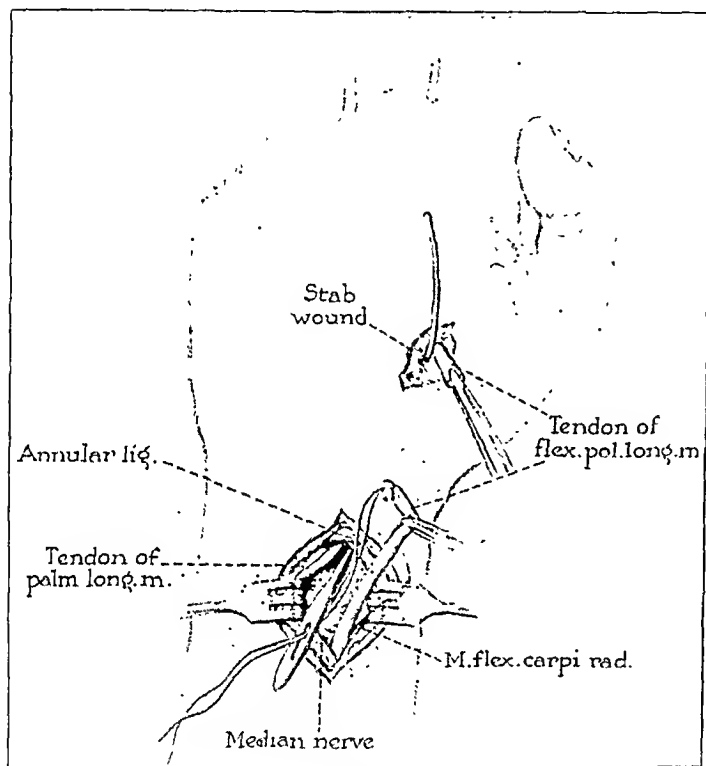 Stab
wound
Tendon of
flex.pol.long.m
Annular lig.
Tendon of
palm long.m.
M.flex.carpi rad.
Median nerve